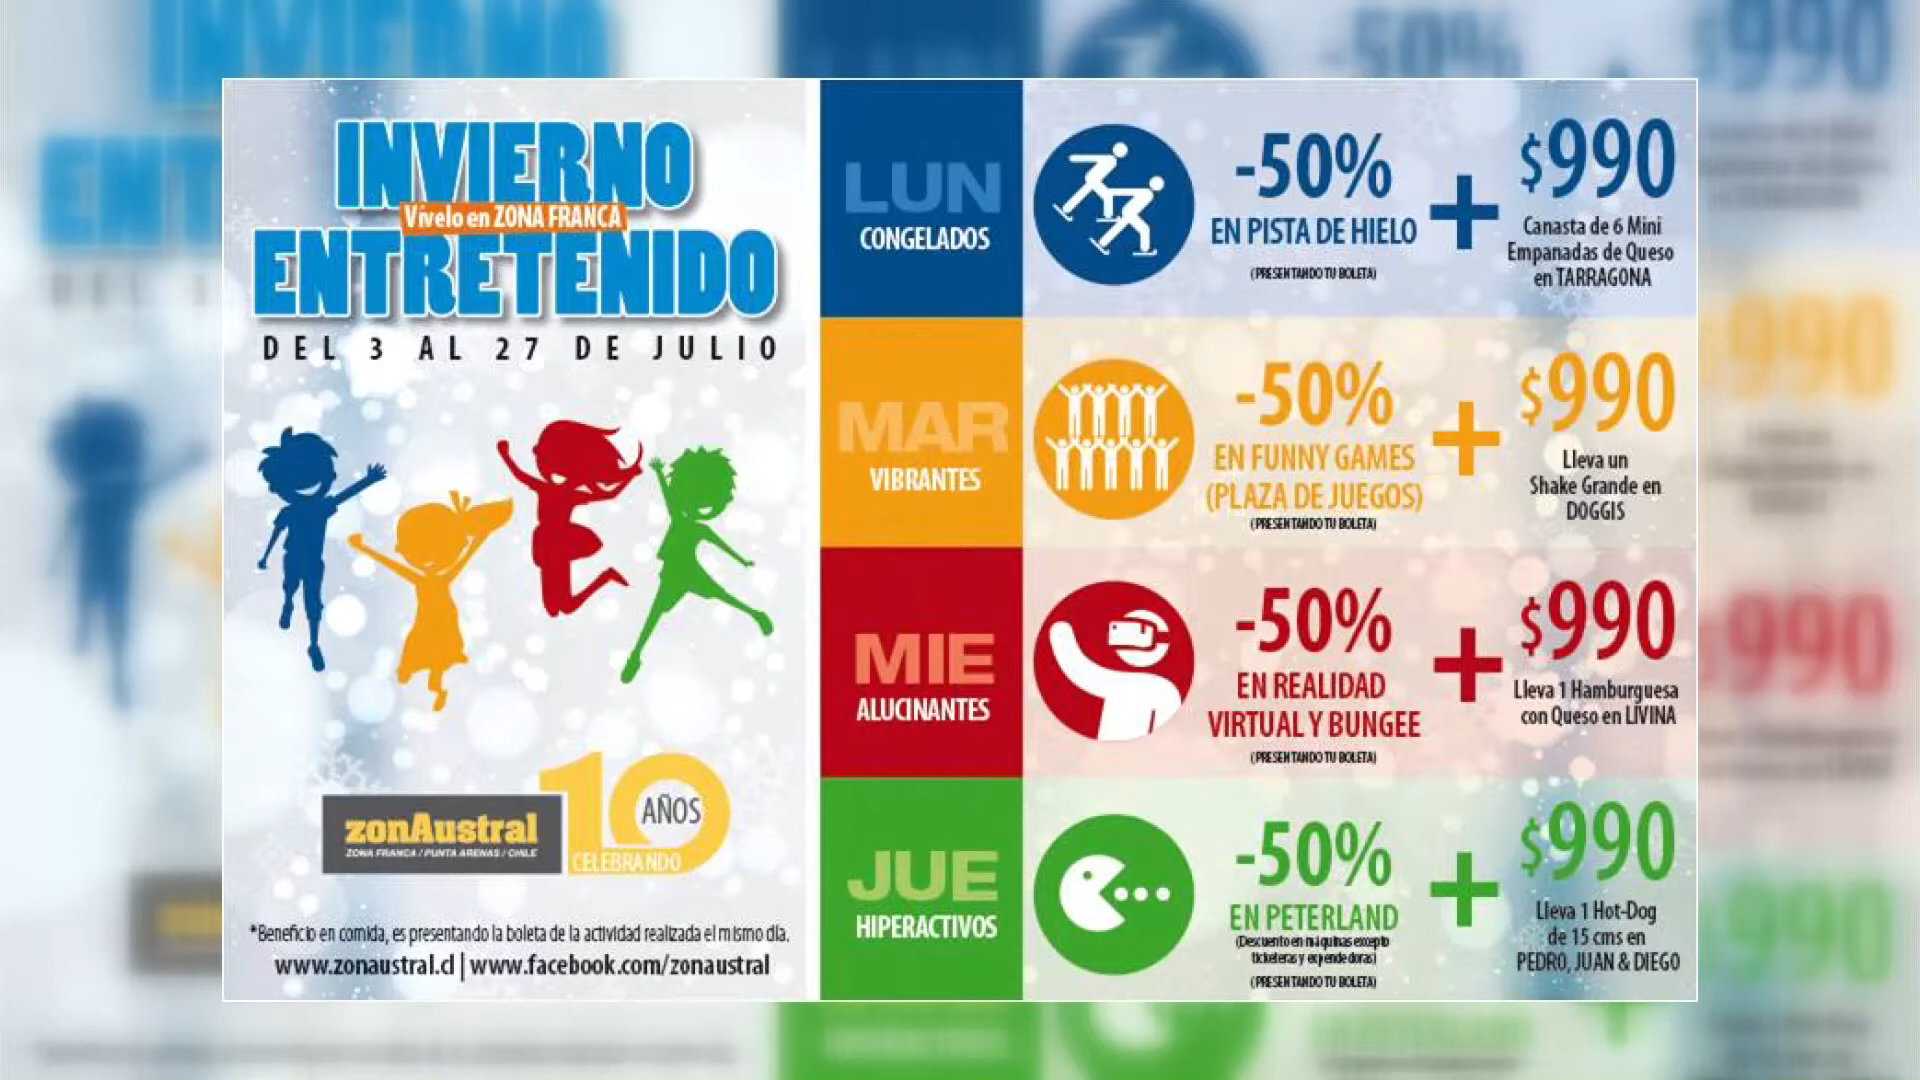 INVIERNO
Vívelo en ZONA FRANCA
ENTRETENIDO
DEL 3 AL 27 DE JULIO
zonAustral
ZONA FRANCA / PUNTA ARENAS / CHILE
10 AÑOS
CELEBRANDO
*Beneficio en comida, es presentando la boleta de la actividad realizada el mismo día.
www.zonaustral.cl | www.facebook.com/zonaustral
LUN
CONGELADOS
-50%
EN PISTA DE HIELO
(PRESENTANDO TU BOLETA)
+
$990
Canasta de 6 Mini
Empanadas de Queso
en TARRAGONA
MAR
VIBRANTES
-50%
EN FUNNY GAMES
(PLAZA DE JUEGOS)
(PRESENTANDO TU BOLETA)
+
$990
Lleva un
Shake Grande en
DOGGIS
MIE
ALUCINANTES
-50%
EN REALIDAD
VIRTUAL Y BUNGEE
(PRESENTANDO TU BOLETA)
+
$990
Lleva 1 Hamburguesa
con Queso en LIVINA
JUE
HIPERACTIVOS
-50%
EN PETERLAND
(Descuento en máquinas excepto
ticketeras y expendedoras)
(PRESENTANDO TU BOLETA)
+
$990
Lleva 1 Hot-Dog
de 15 cms en
PEDRO, JUAN & DIEGO